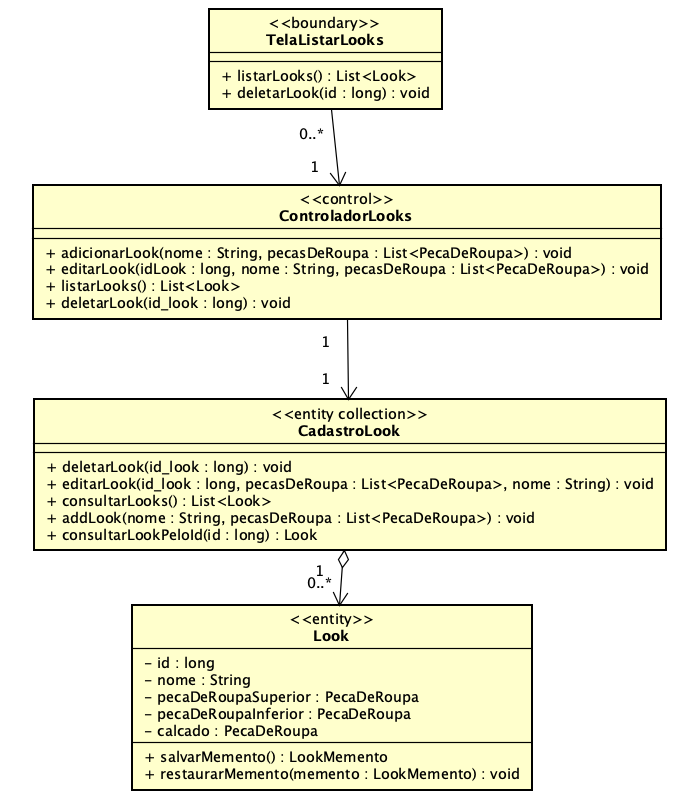 <<boundary>>
TelaListarLooks
+ listarLooks() : List<Look>
+ deletarLook(id : long) : void
0..*
1
<<control>>
ControladorLooks
+ adicionarLook(nome : String, pecasDeRoupa : List<PecaDeRoupa>) : void
+ editarLook(idLook : long, nome : String, pecasDeRoupa : List<PecaDeRoupa>) : void
+ listarLooks() : List<Look>
+ deletarLook(id_look : long) : void
1
1
<<entity collection>>
CadastroLook
+ deletarLook(id_look : long) : void
+ editarLook(id_look : long, pecasDeRoupa : List<PecaDeRoupa>, nome : String) : void
+ consultarLooks() : List<Look>
+ addLook(nome : String, pecasDeRoupa : List<PecaDeRoupa>) : void
+ consultarLookPeloId(id : long) : Look
1
0..*
<<entity>>
Look
- id : long
- nome : String
- pecaDeRoupaSuperior : PecaDeRoupa
- pecaDeRoupaInferior : PecaDeRoupa
- calcado : PecaDeRoupa
+ salvarMemento() : LookMemento
+ restaurarMemento(memento : LookMemento) : void